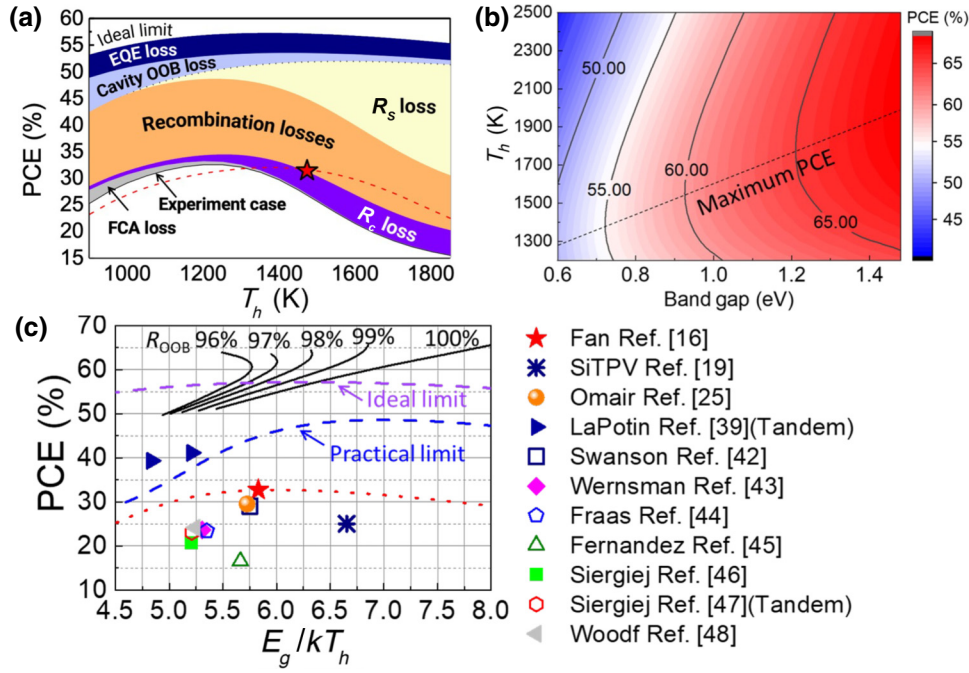 (a)
60
55
50
45
40
35
30
25
20
15
PCE (%)
Ideal limit
EQE loss
Cavity OOB loss
R_S loss
Recombination losses
Experiment case
FCA loss
R_c loss
1000 1200 1400 1600 1800
T_h (K)
(b)
2500
2300
2100
1900
1700
1500
1300
T_h (K)
50.00
55.00
60.00
65.00
Maximum PCE
0.6 0.8 1.0 1.2 1.4
Band gap (eV)
PCE (%)
65
60
55
50
45
(c)
70
60
50
40
30
20
10
PCE (%)
R_OOB 96% 97% 98% 99% 100%
Ideal limit
Practical limit
4.5 5.0 5.5 6.0 6.5 7.0 7.5 8.0
E_g/kT_h
Fan Ref. [16]
SiTPV Ref. [19]
Omair Ref. [25]
LaPotin Ref. [39](Tandem)
Swanson Ref. [42]
Wernsman Ref. [43]
Fraas Ref. [44]
Fernandez Ref. [45]
Siergiej Ref. [46]
Siergiej Ref. [47](Tandem)
Woodf Ref. [48]